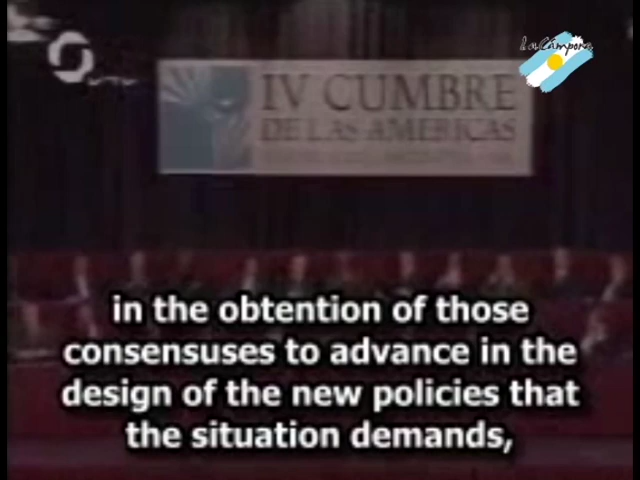 La Cámpora
IV CUMBRE
DE LAS AMERICAS
in the obtention of those
consensuses to advance in the
design of the new policies that
the situation demands,